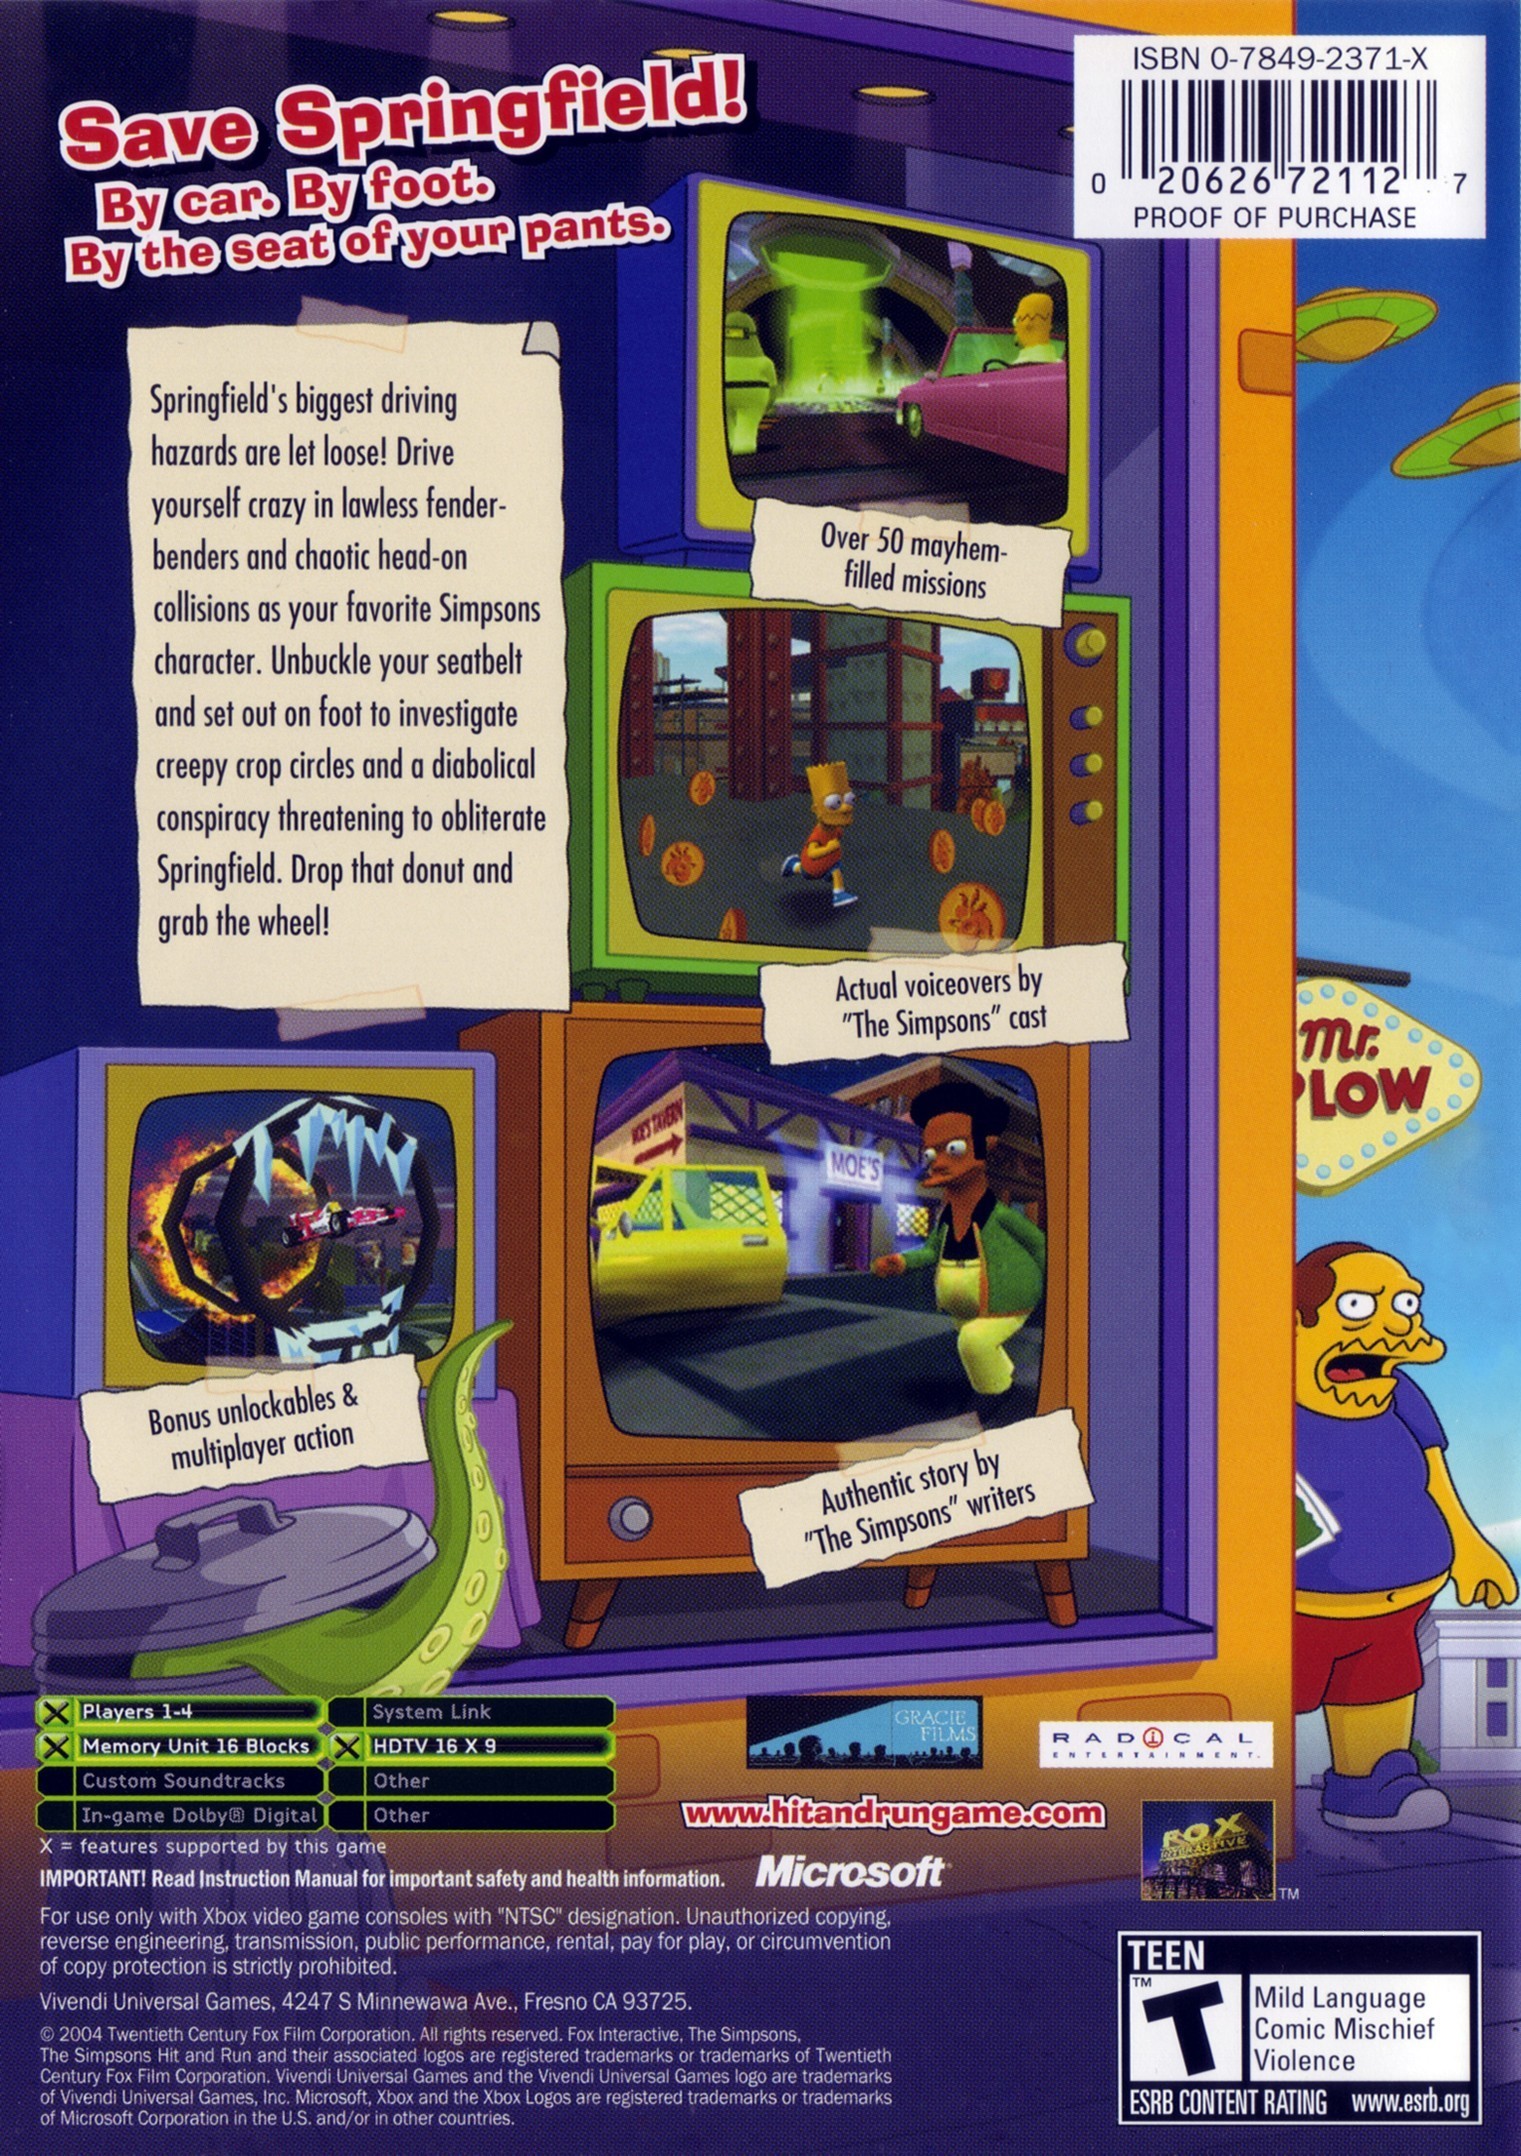 ISBN 0-7849-2371-X
0 20626 72112 7
PROOF OF PURCHASE
Save Springfield!
By car. By foot.
By the seat of your pants.
Springfield's biggest driving
hazards are let loose! Drive
yourself crazy in lawless fender-
benders and chaotic head-on
collisions as your favorite Simpsons
character. Unbuckle your seatbelt
and set out on foot to investigate
creepy crop circles and a diabolical
conspiracy threatening to obliterate
Springfield. Drop that donut and
grab the wheel!
Over 50 mayhem-
filled missions
Actual voiceovers by
"The Simpsons" cast
MOE'S TAVERN
MOE'S
Authentic story by
"The Simpsons" writers
Bonus unlockables &
multiplayer action
Mr.
PLOW
Players 1-4
System Link
Memory Unit 16 Blocks
HDTV 16 X 9
Custom Soundtracks
Other
In-game Dolby® Digital
Other
X = features supported by this game
GRACIE
FILMS
RADICAL
ENTERTAINMENT.
www.hitandrungame.com
FOX
INTERACTIVE
TM
IMPORTANT! Read Instruction Manual for important safety and health information.
Microsoft
For use only with Xbox video game consoles with "NTSC" designation. Unauthorized copying,
reverse engineering, transmission, public performance, rental, pay for play, or circumvention
of copy protection is strictly prohibited.
Vivendi Universal Games, 4247 S Minnewawa Ave., Fresno CA 93725.
© 2004 Twentieth Century Fox Film Corporation. All rights reserved. Fox Interactive, The Simpsons,
The Simpsons Hit and Run and their associated logos are registered trademarks or trademarks of Twentieth
Century Fox Film Corporation. Vivendi Universal Games and the Vivendi Universal Games logo are trademarks
of Vivendi Universal Games, Inc. Microsoft, Xbox and the Xbox Logos are registered trademarks or trademarks
of Microsoft Corporation in the U.S. and/or in other countries.
TEEN
TM
T
Mild Language
Comic Mischief
Violence
ESRB CONTENT RATING www.esrb.org